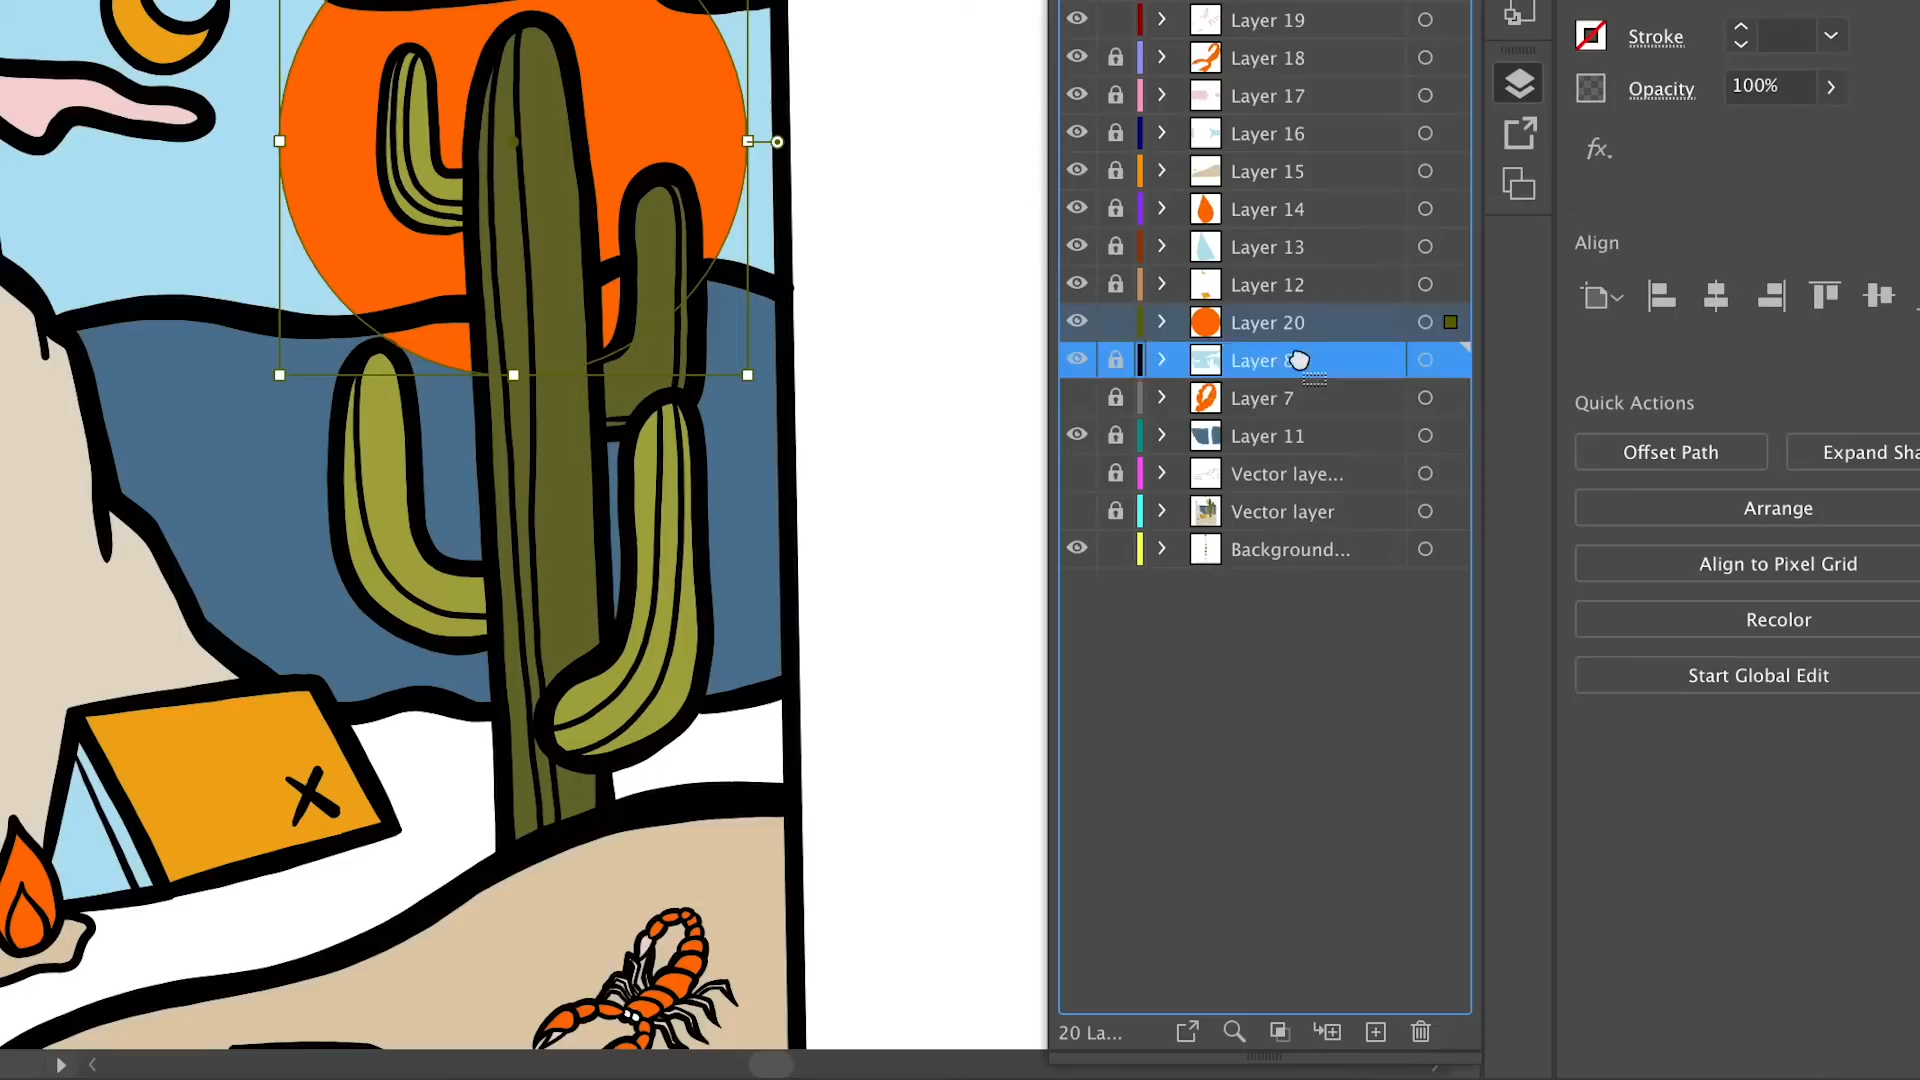 Layer 19
Layer 18
Layer 17
Layer 16
Layer 15
Layer 14
Layer 13
Layer 12
Layer 20
Layer
Layer 7
Layer 11
Vector laye...
Vector layer
Background...
20 La...
Stroke
Opacity
100%
fx.
Align
Quick Actions
Offset Path
Expand Sha
Arrange
Align to Pixel Grid
Recolor
Start Global Edit